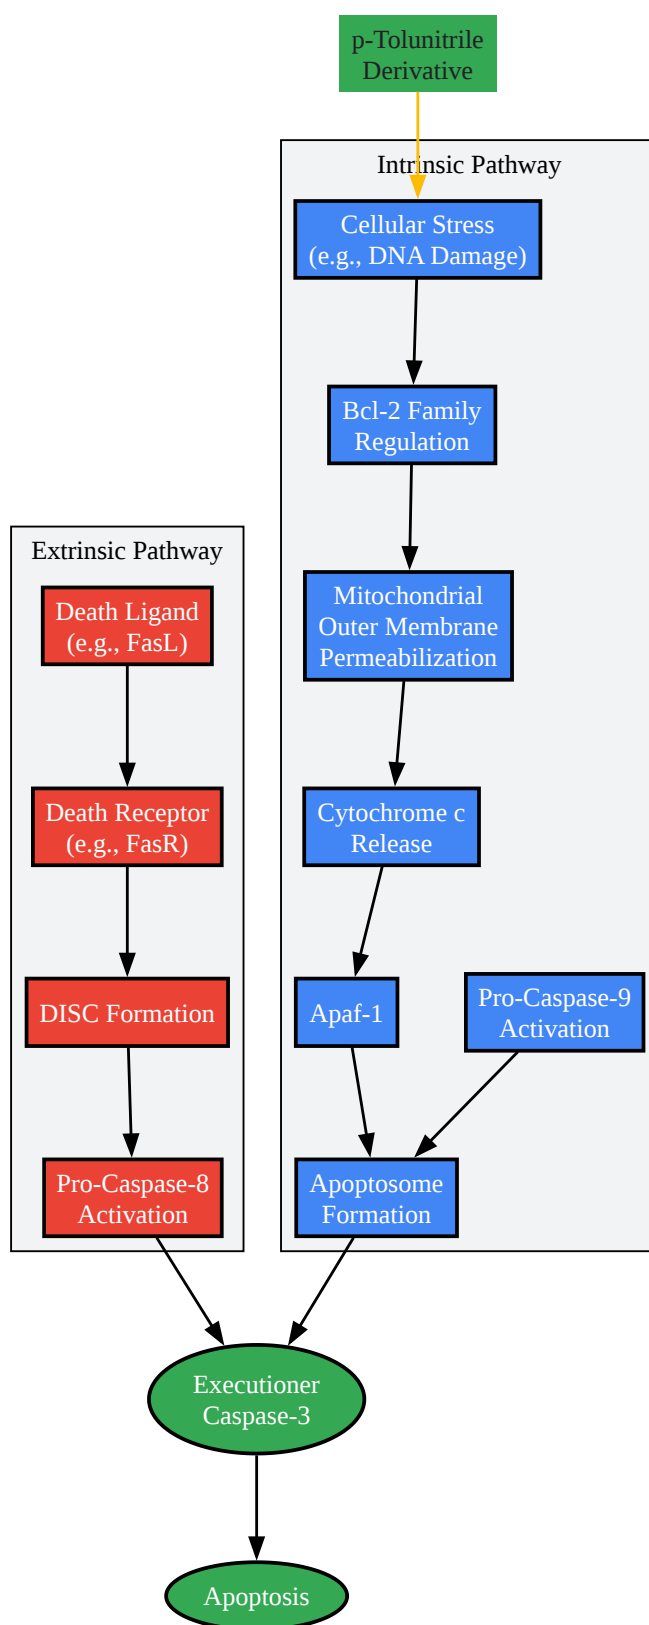 p-Tolunitrile
Derivative
Intrinsic Pathway
Cellular Stress
(e.g., DNA Damage)
Bcl-2 Family
Regulation
Mitochondrial
Outer Membrane
Permeabilization
Cytochrome c
Release
Apaf-1
Pro-Caspase-9
Activation
Apoptosome
Formation
Extrinsic Pathway
Death Ligand
(e.g., FasL)
Death Receptor
(e.g., FasR)
DISC Formation
Pro-Caspase-8
Activation
Executioner
Caspase-3
Apoptosis